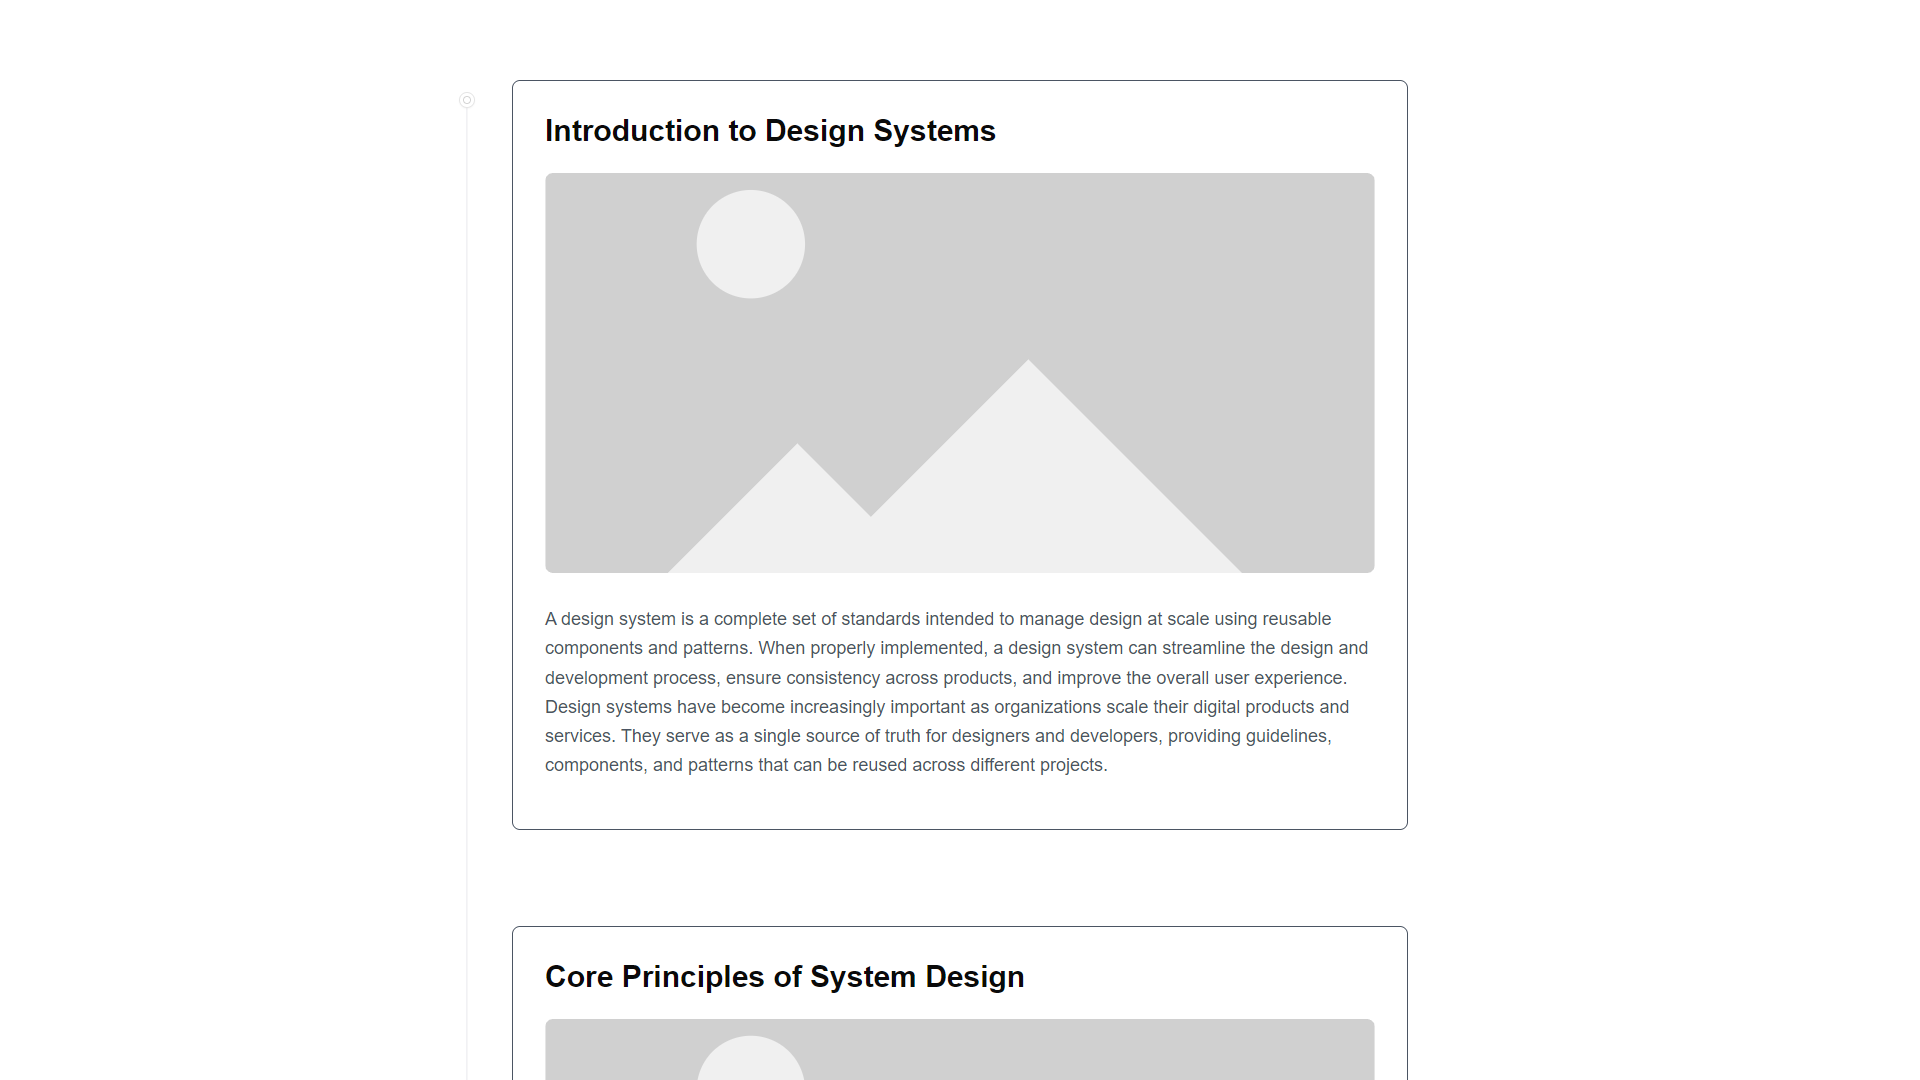 Introduction to Design Systems
A design system is a complete set of standards intended to manage design at scale using reusable
components and patterns. When properly implemented, a design system can streamline the design and
development process, ensure consistency across products, and improve the overall user experience.
Design systems have become increasingly important as organizations scale their digital products and
services. They serve as a single source of truth for designers and developers, providing guidelines,
components, and patterns that can be reused across different projects.
Core Principles of System Design